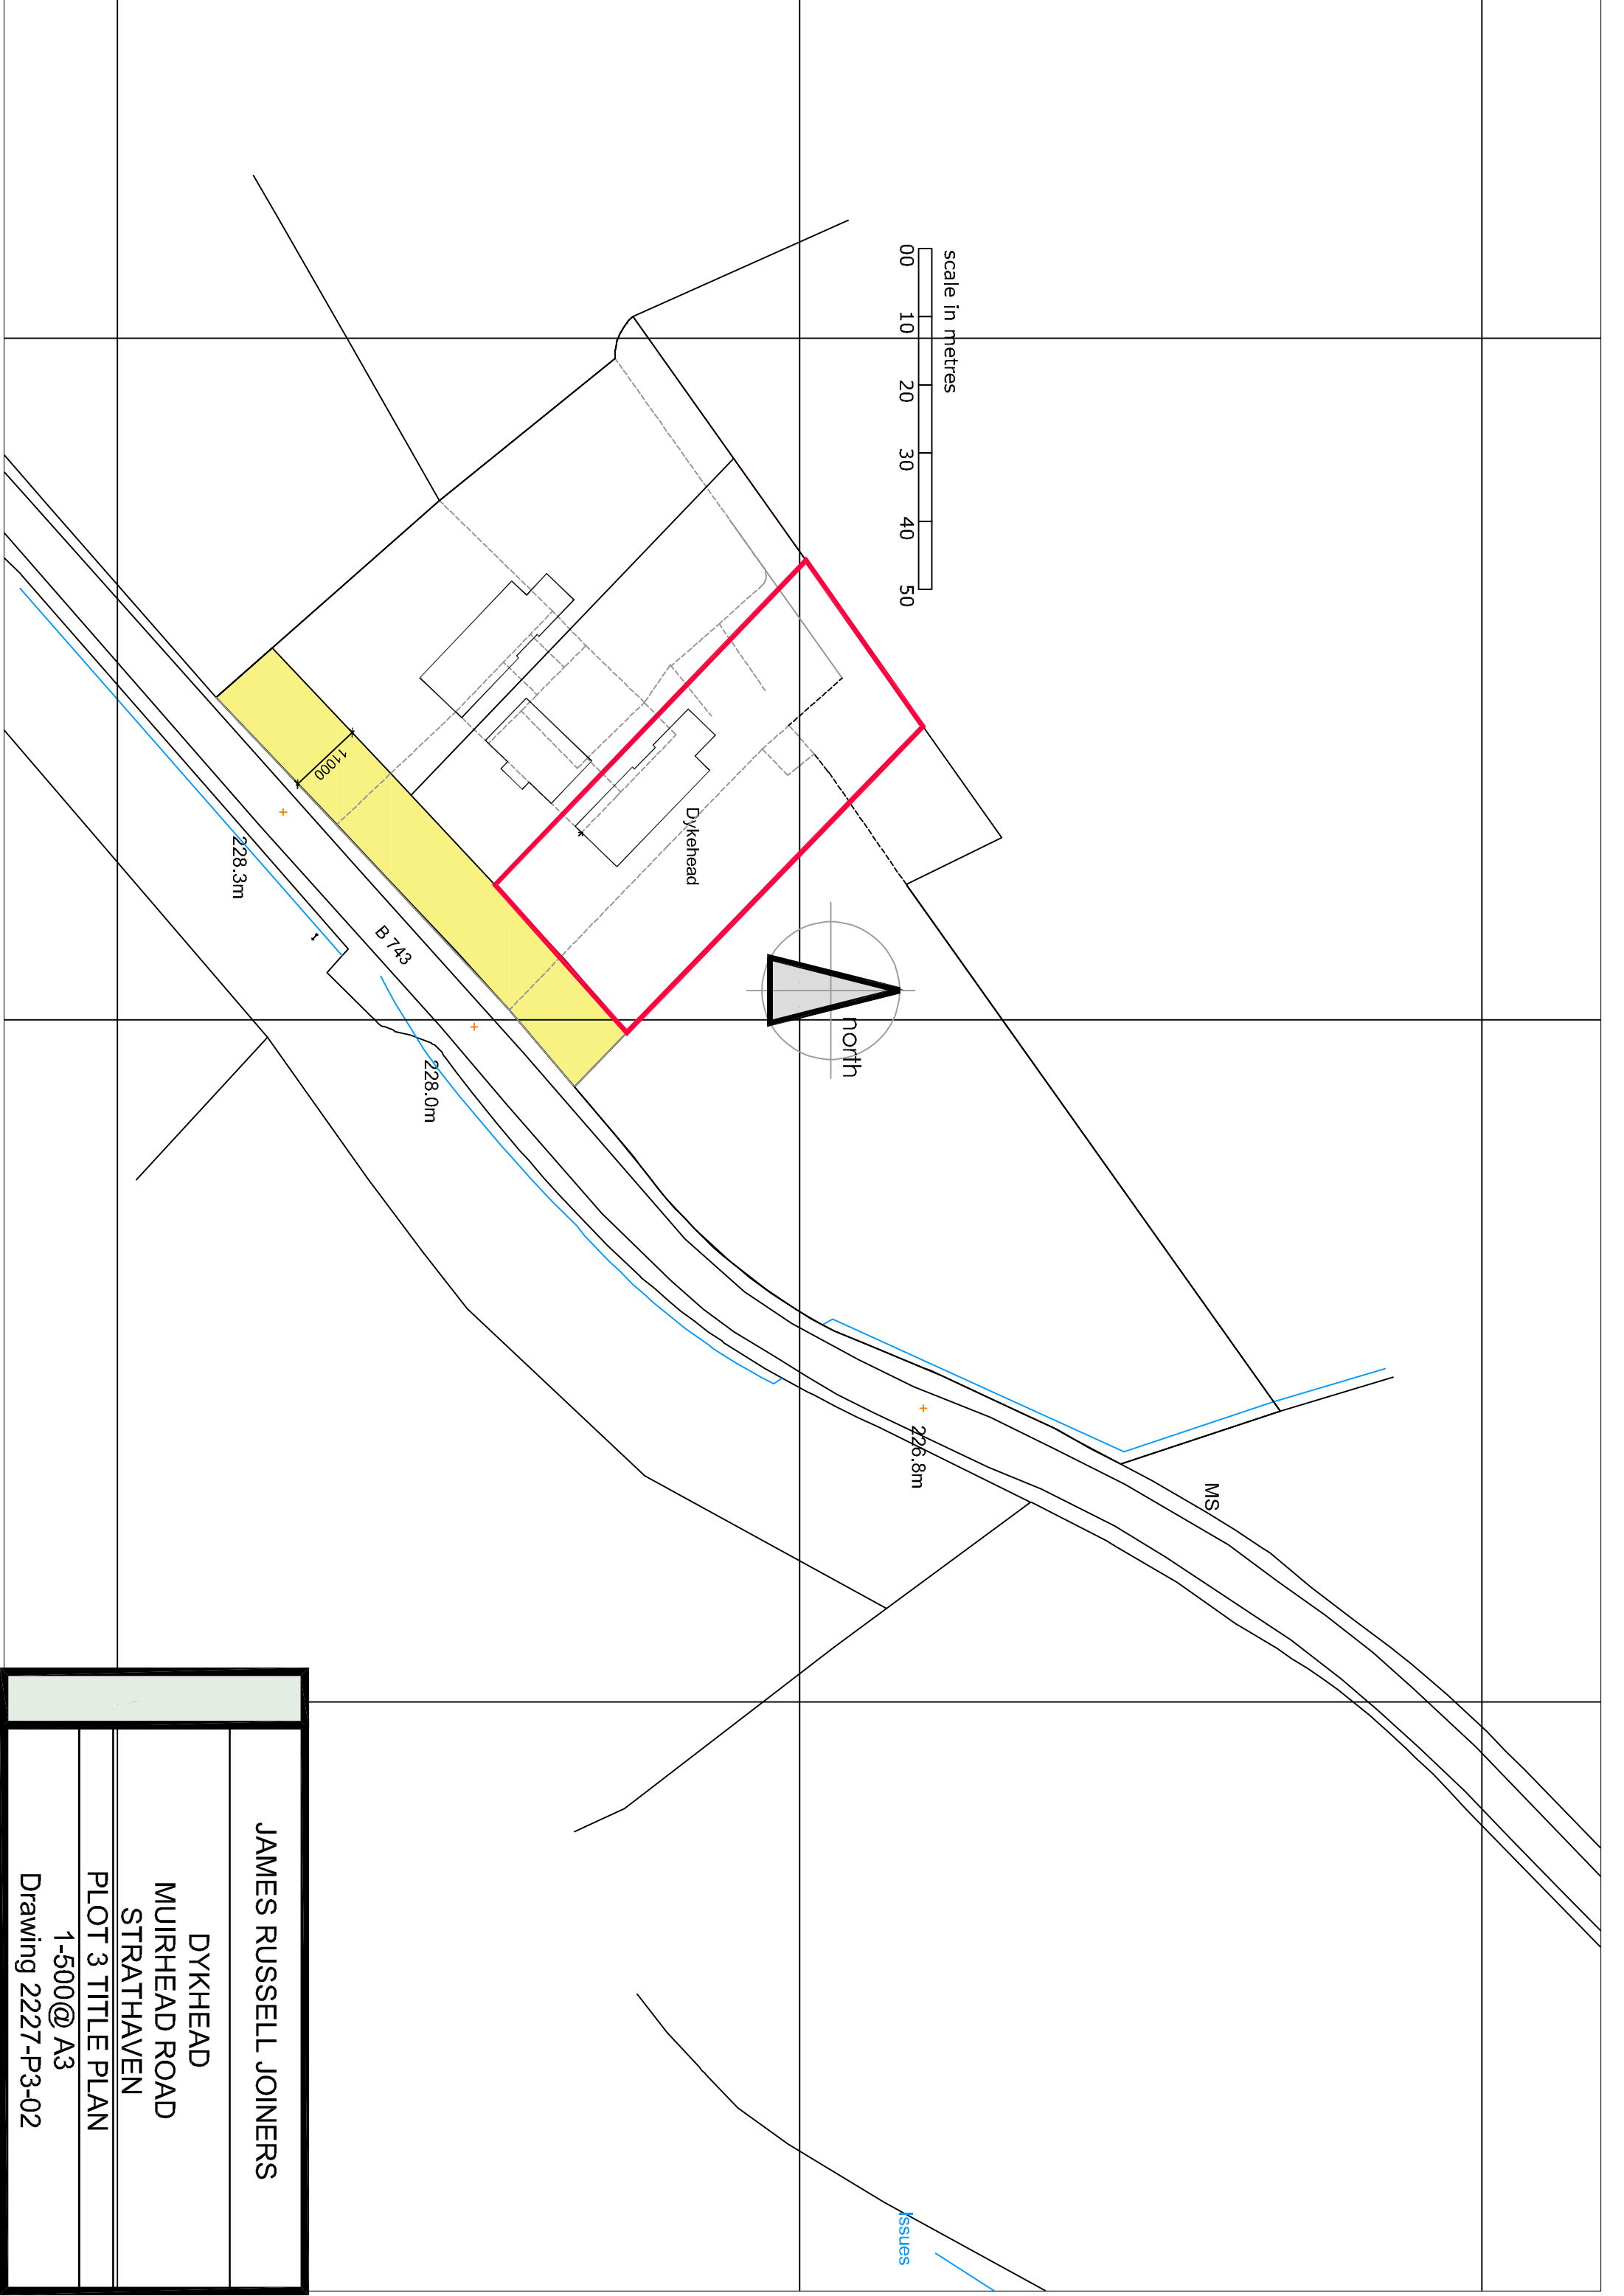 scale in metres
00 10 20 30 40 50
Dykehead
11000
north
B 743
228.3m
228.0m
226.8m
MS
Issues
JAMES RUSSELL JOINERS
DYKHEAD
MUIRHEAD ROAD
STRATHAVEN
PLOT 3 TITLE PLAN
1-500@ A3
Drawing 2227-P3-02